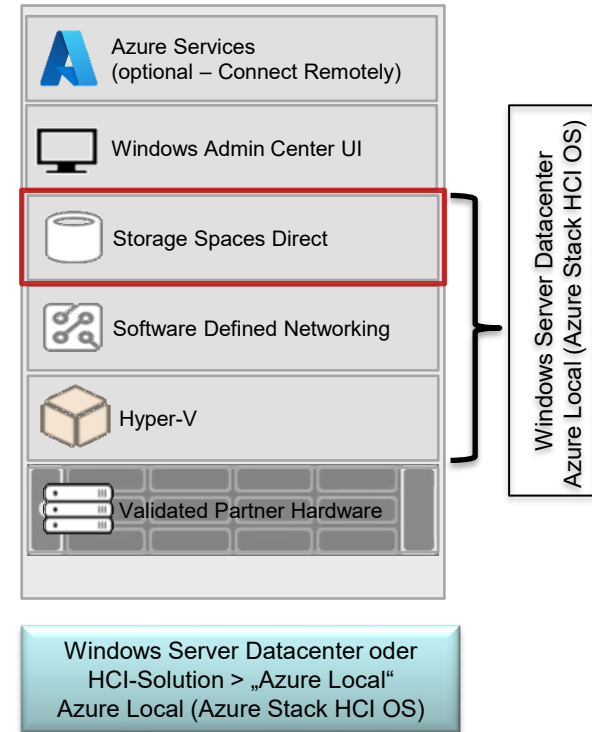 Azure Services
(optional – Connect Remotely)
Windows Admin Center UI
Storage Spaces Direct
Software Defined Networking
Hyper-V
Validated Partner Hardware
Windows Server Datacenter
Azure Local (Azure Stack HCI OS)
Windows Server Datacenter oder
HCI-Solution > „Azure Local“
Azure Local (Azure Stack HCI OS)